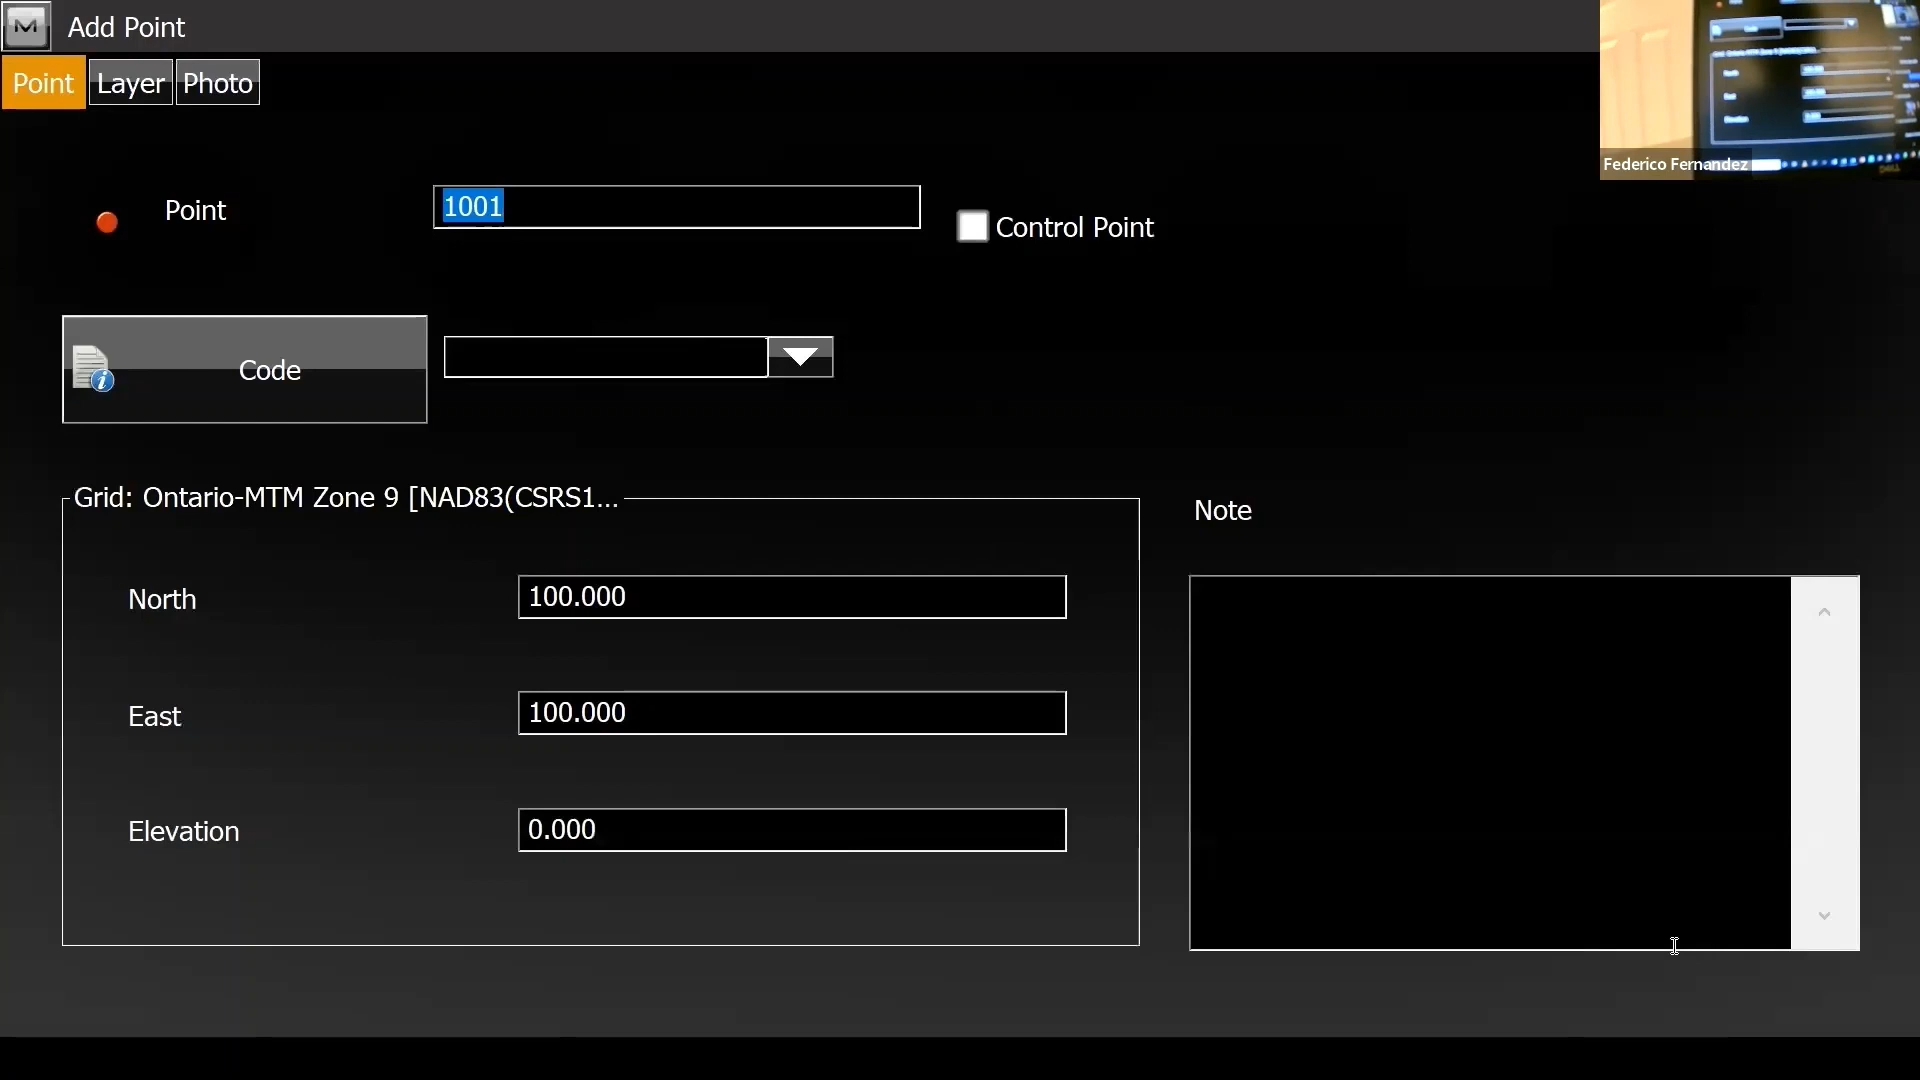 M Add Point
Point Layer Photo
Federico Fernandez
Point 1001
Control Point
Code
Grid: Ontario-MTM Zone 9 [NAD83(CSRS1...
Note
North 100.000
East 100.000
Elevation 0.000